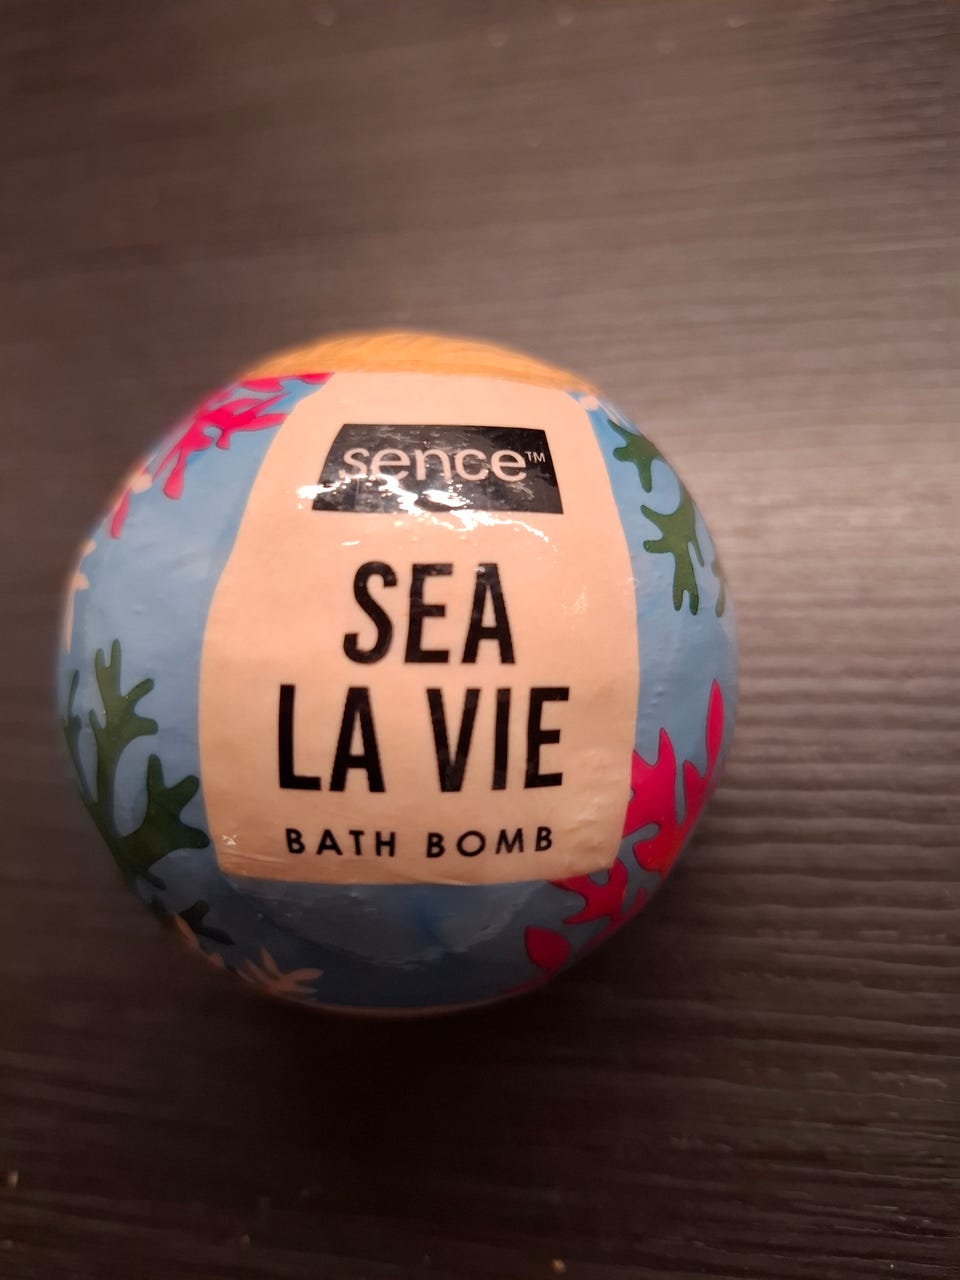 sence™
SEA
LA VIE
BATH BOMB